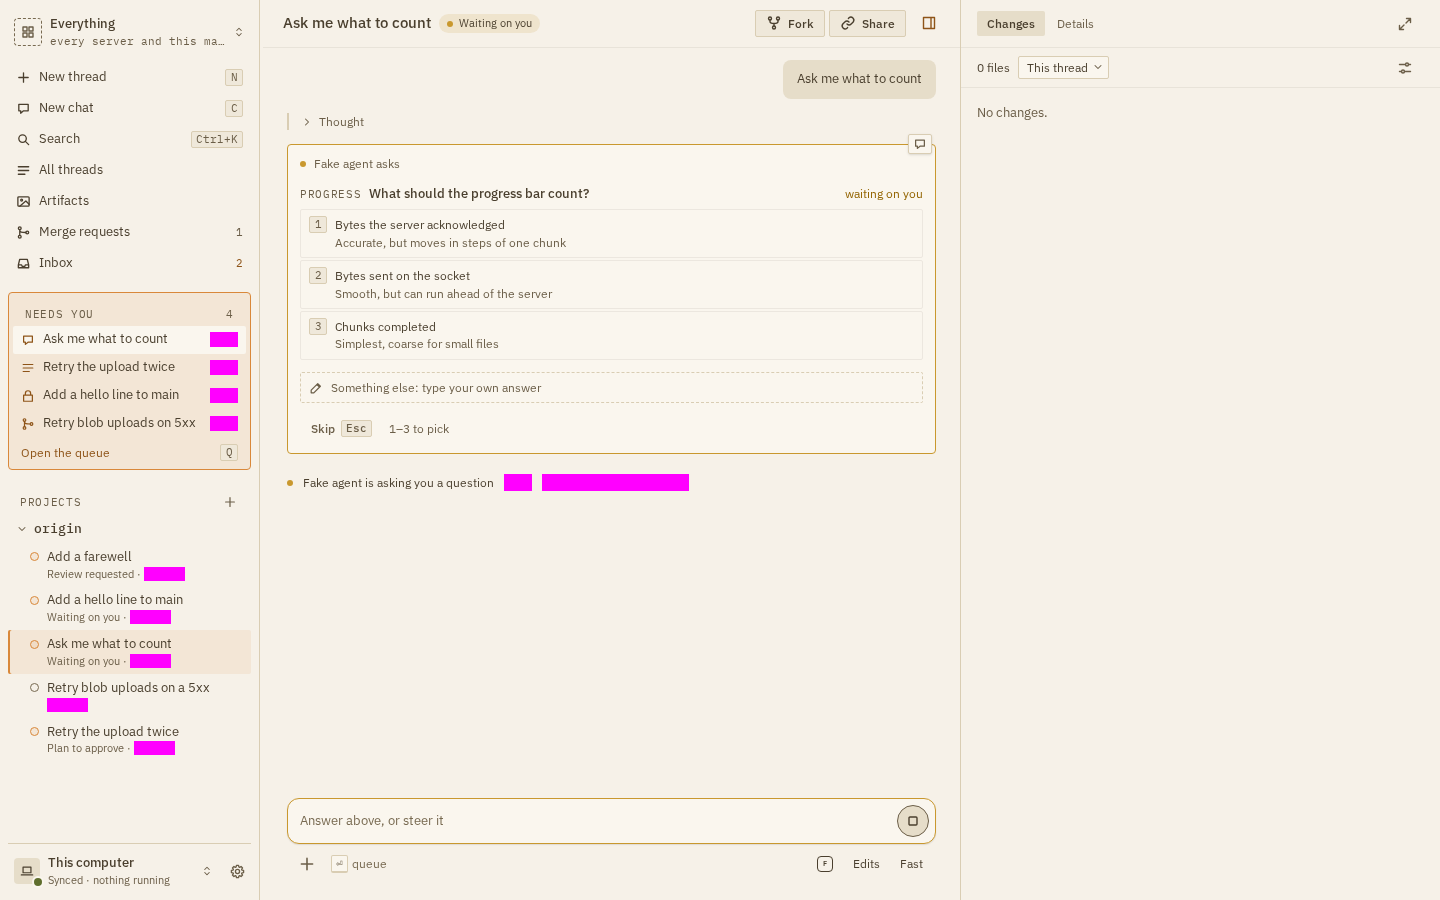 Everything
every server and this ma…
New thread N
New chat C
Search Ctrl+K
All threads
Artifacts
Merge requests 1
Inbox 2
NEEDS YOU 4
Ask me what to count
Retry the upload twice
Add a hello line to main
Retry blob uploads on 5xx
Open the queue Q
PROJECTS
origin
Add a farewell
Review requested ·
Add a hello line to main
Waiting on you ·
Ask me what to count
Waiting on you ·
Retry blob uploads on a 5xx
Retry the upload twice
Plan to approve ·
This computer
Synced · nothing running
Ask me what to count Waiting on you Fork Share
Ask me what to count
Thought
Fake agent asks
PROGRESS What should the progress bar count? waiting on you
1 Bytes the server acknowledged
Accurate, but moves in steps of one chunk
2 Bytes sent on the socket
Smooth, but can run ahead of the server
3 Chunks completed
Simplest, coarse for small files
Something else: type your own answer
Skip Esc 1–3 to pick
Fake agent is asking you a question
Answer above, or steer it
⏎ queue F Edits Fast
Changes Details
0 files This thread
No changes.